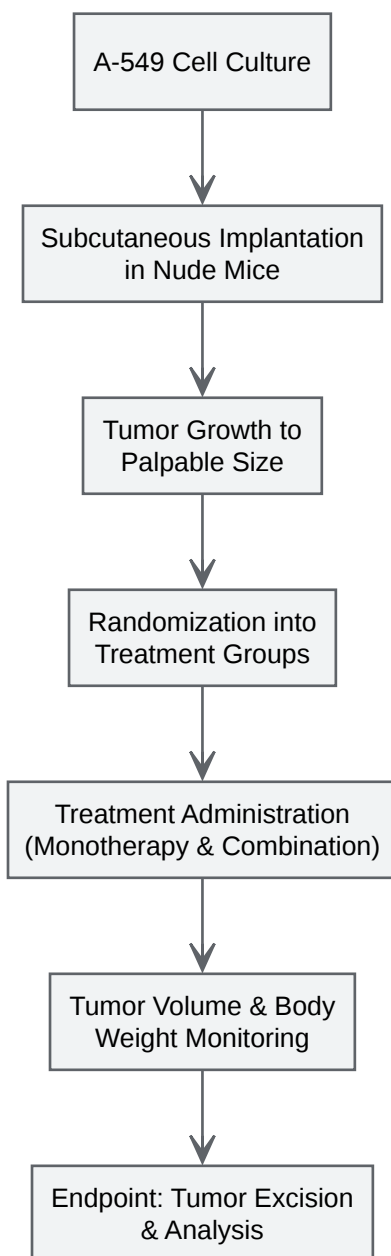 A-549 Cell Culture
Subcutaneous Implantation
in Nude Mice
Tumor Growth to
Palpable Size
Randomization into
Treatment Groups
Treatment Administration
(Monotherapy & Combination)
Tumor Volume & Body
Weight Monitoring
Endpoint: Tumor Excision
& Analysis